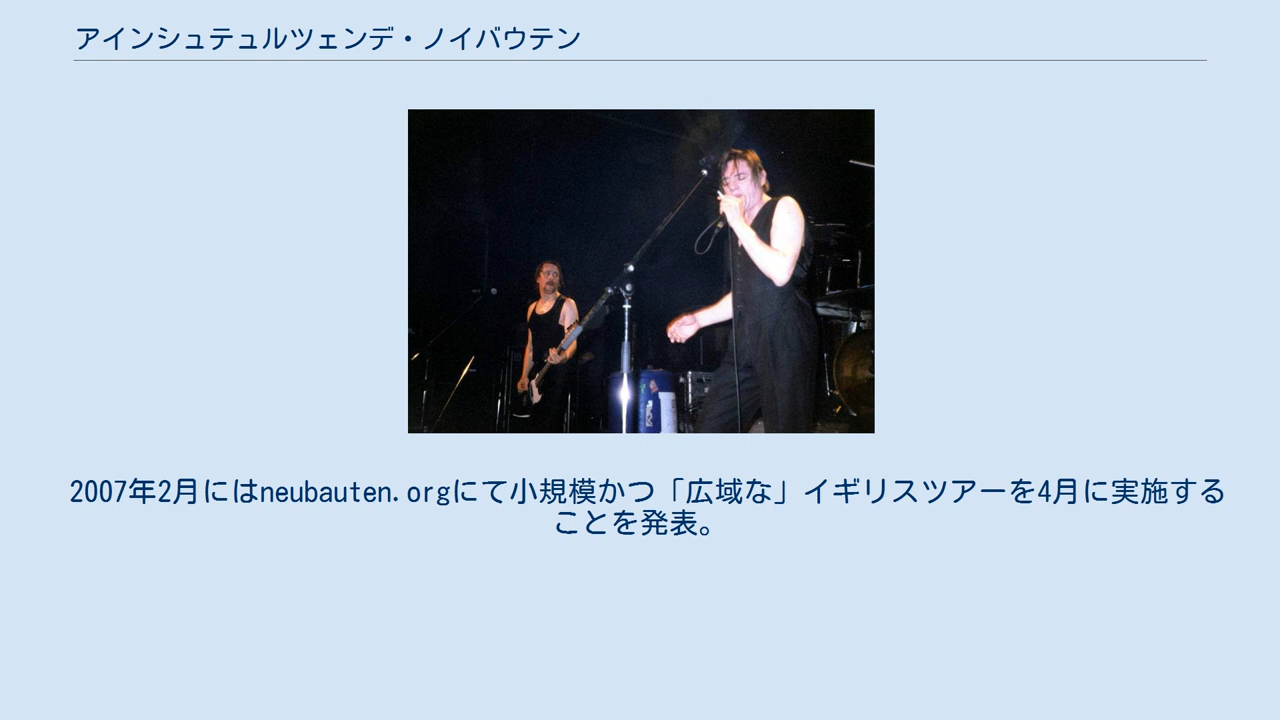 アインシュテュルツェンデ・ノイバウテン
2007年2月にはneubauten.orgにて小規模かつ「広域な」イギリスツアーを4月に実施する
ことを発表。